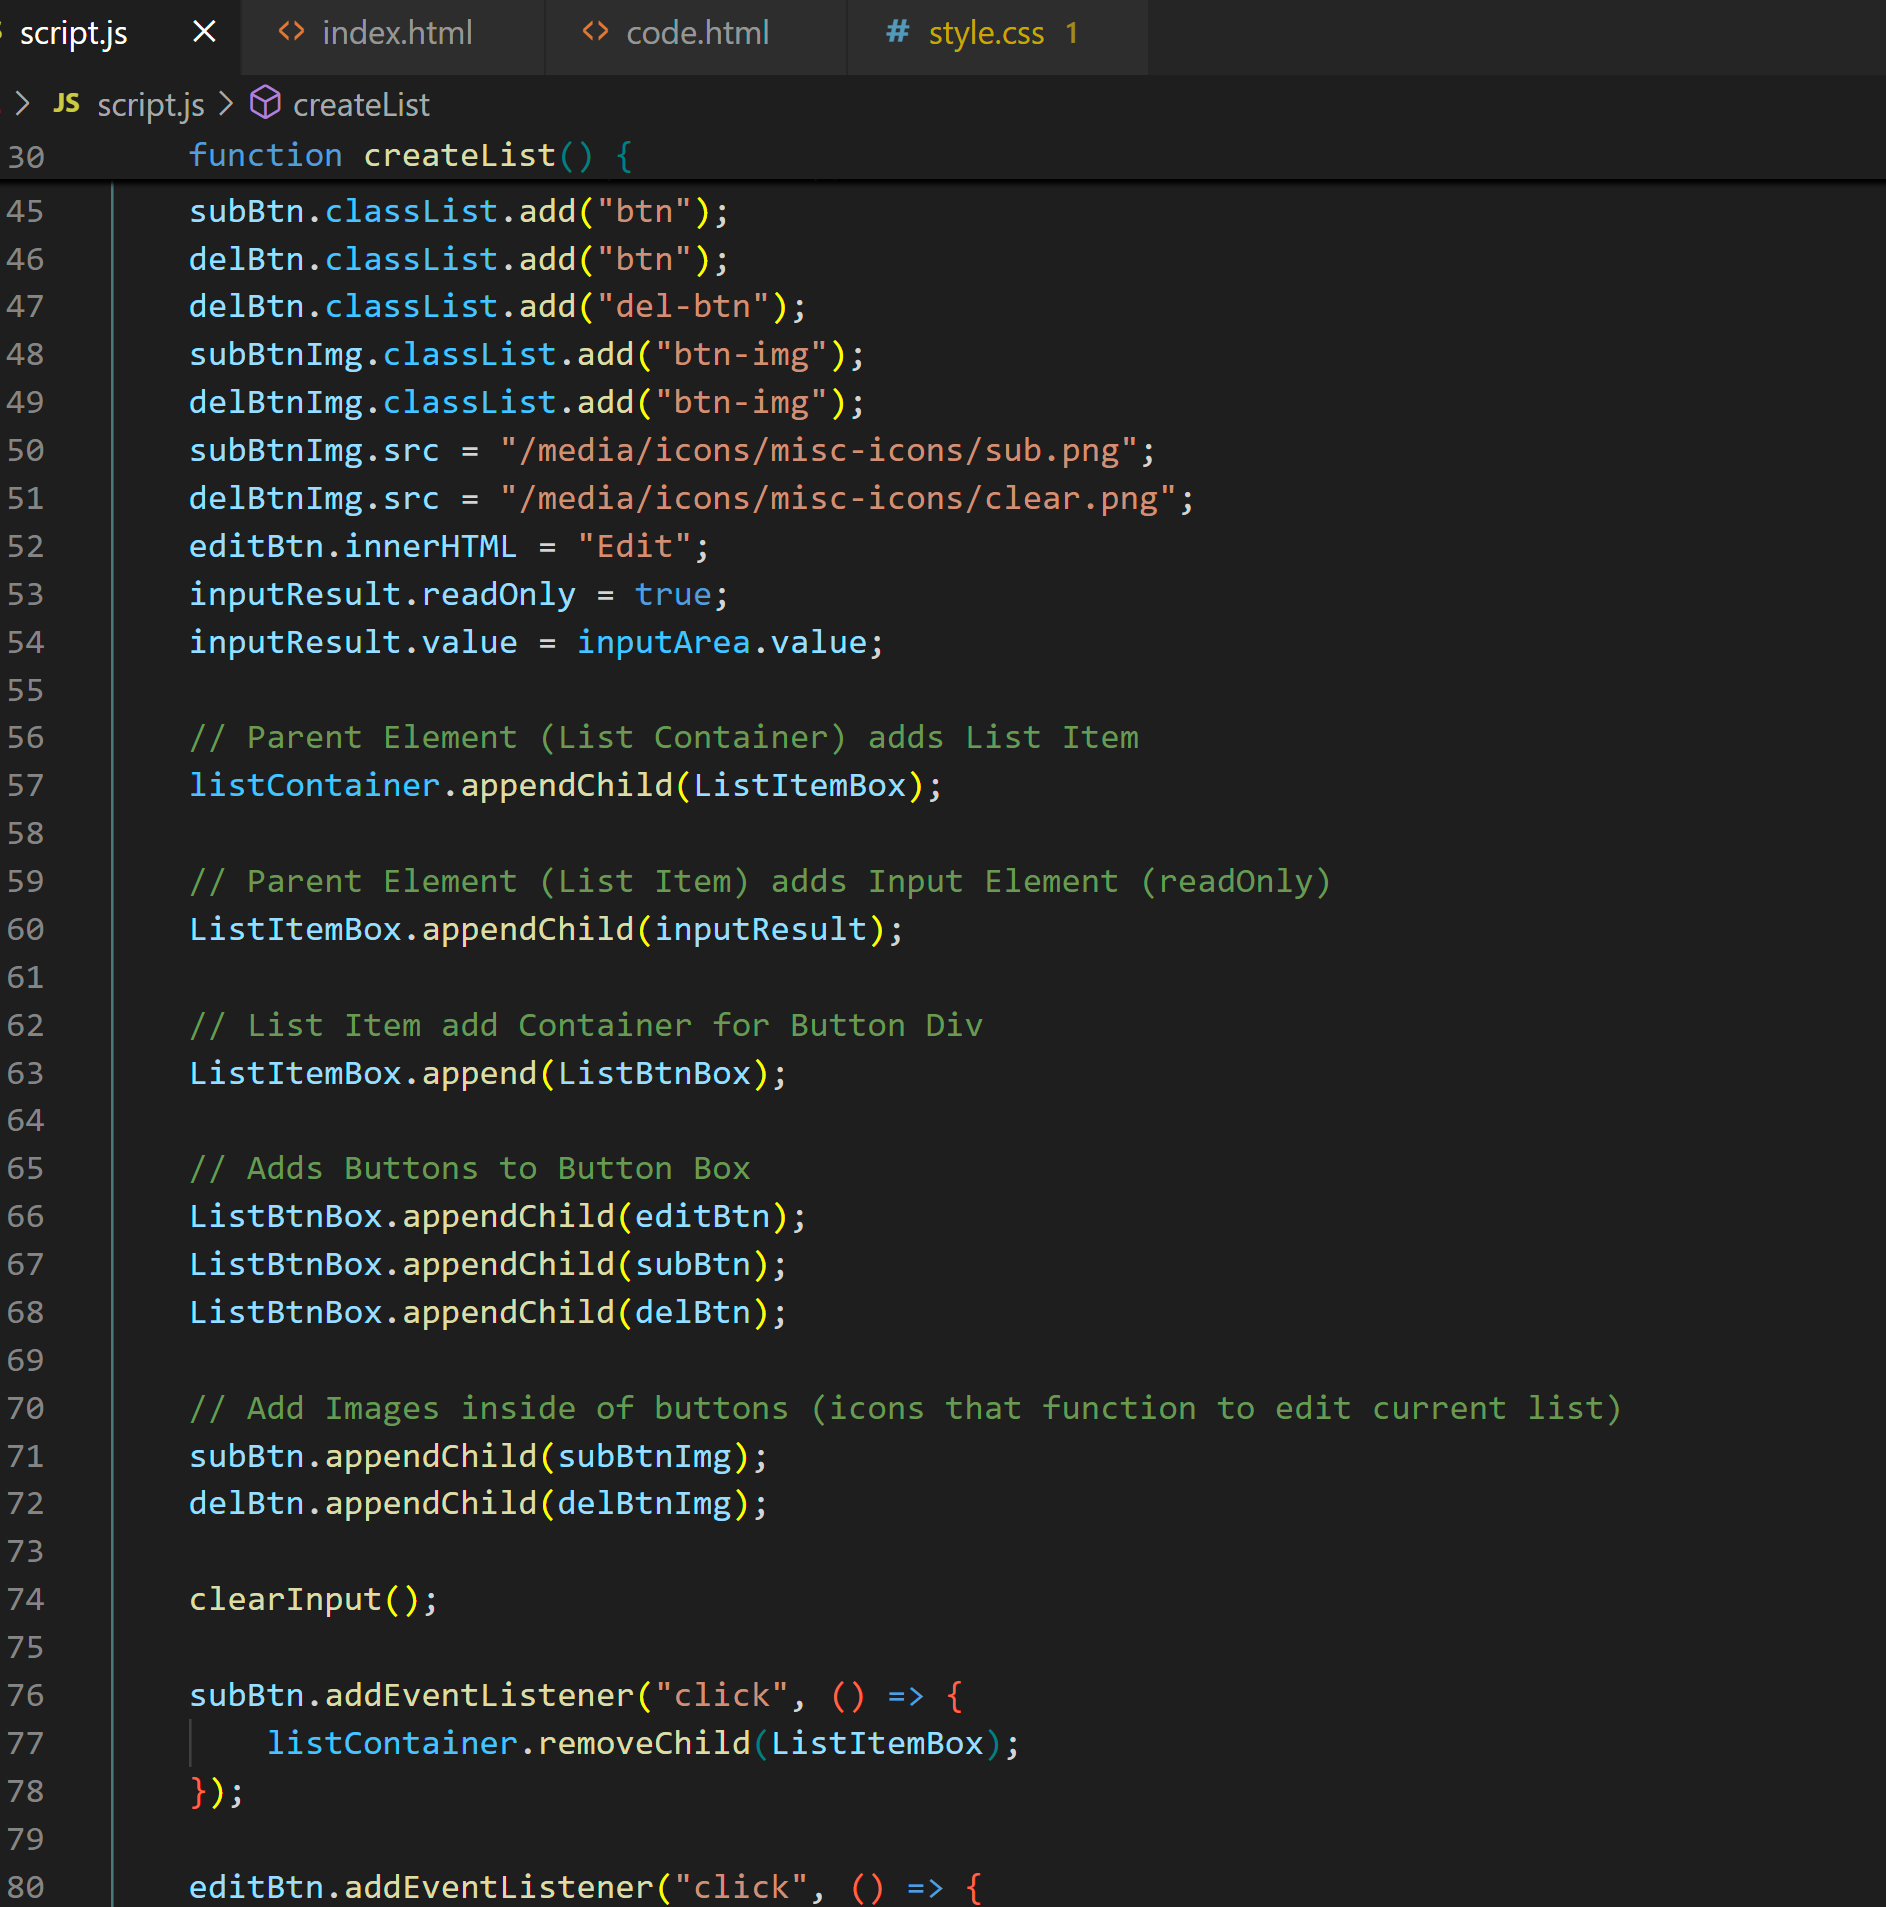 script.js × index.html code.html # style.css 1
> JS script.js > createList
30 function createList() {
45 subBtn.classList.add("btn");
46 delBtn.classList.add("btn");
47 delBtn.classList.add("del-btn");
48 subBtnImg.classList.add("btn-img");
49 delBtnImg.classList.add("btn-img");
50 subBtnImg.src = "/media/icons/misc-icons/sub.png";
51 delBtnImg.src = "/media/icons/misc-icons/clear.png";
52 editBtn.innerHTML = "Edit";
53 inputResult.readOnly = true;
54 inputResult.value = inputArea.value;
55
56 // Parent Element (List Container) adds List Item
57 listContainer.appendChild(ListItemBox);
58
59 // Parent Element (List Item) adds Input Element (readOnly)
60 ListItemBox.appendChild(inputResult);
61
62 // List Item add Container for Button Div
63 ListItemBox.append(ListBtnBox);
64
65 // Adds Buttons to Button Box
66 ListBtnBox.appendChild(editBtn);
67 ListBtnBox.appendChild(subBtn);
68 ListBtnBox.appendChild(delBtn);
69
70 // Add Images inside of buttons (icons that function to edit current list)
71 subBtn.appendChild(subBtnImg);
72 delBtn.appendChild(delBtnImg);
73
74 clearInput();
75
76 subBtn.addEventListener("click", () => {
77 listContainer.removeChild(ListItemBox);
78 });
79
80 editBtn.addEventListener("click", () => {